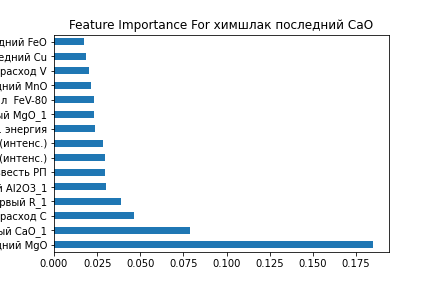 Feature Importance For химшлак последний CaO
дний FeO
едний Cu
расход V
дний MnO
л FeV-80
ый MgO_1
. энергия
(интенс.)
(интенс.)
звесть РП
й Al2O3_1
рвый R_1
расход C
ый CaO_1
дний MgO
0.000 0.025 0.050 0.075 0.100 0.125 0.150 0.175